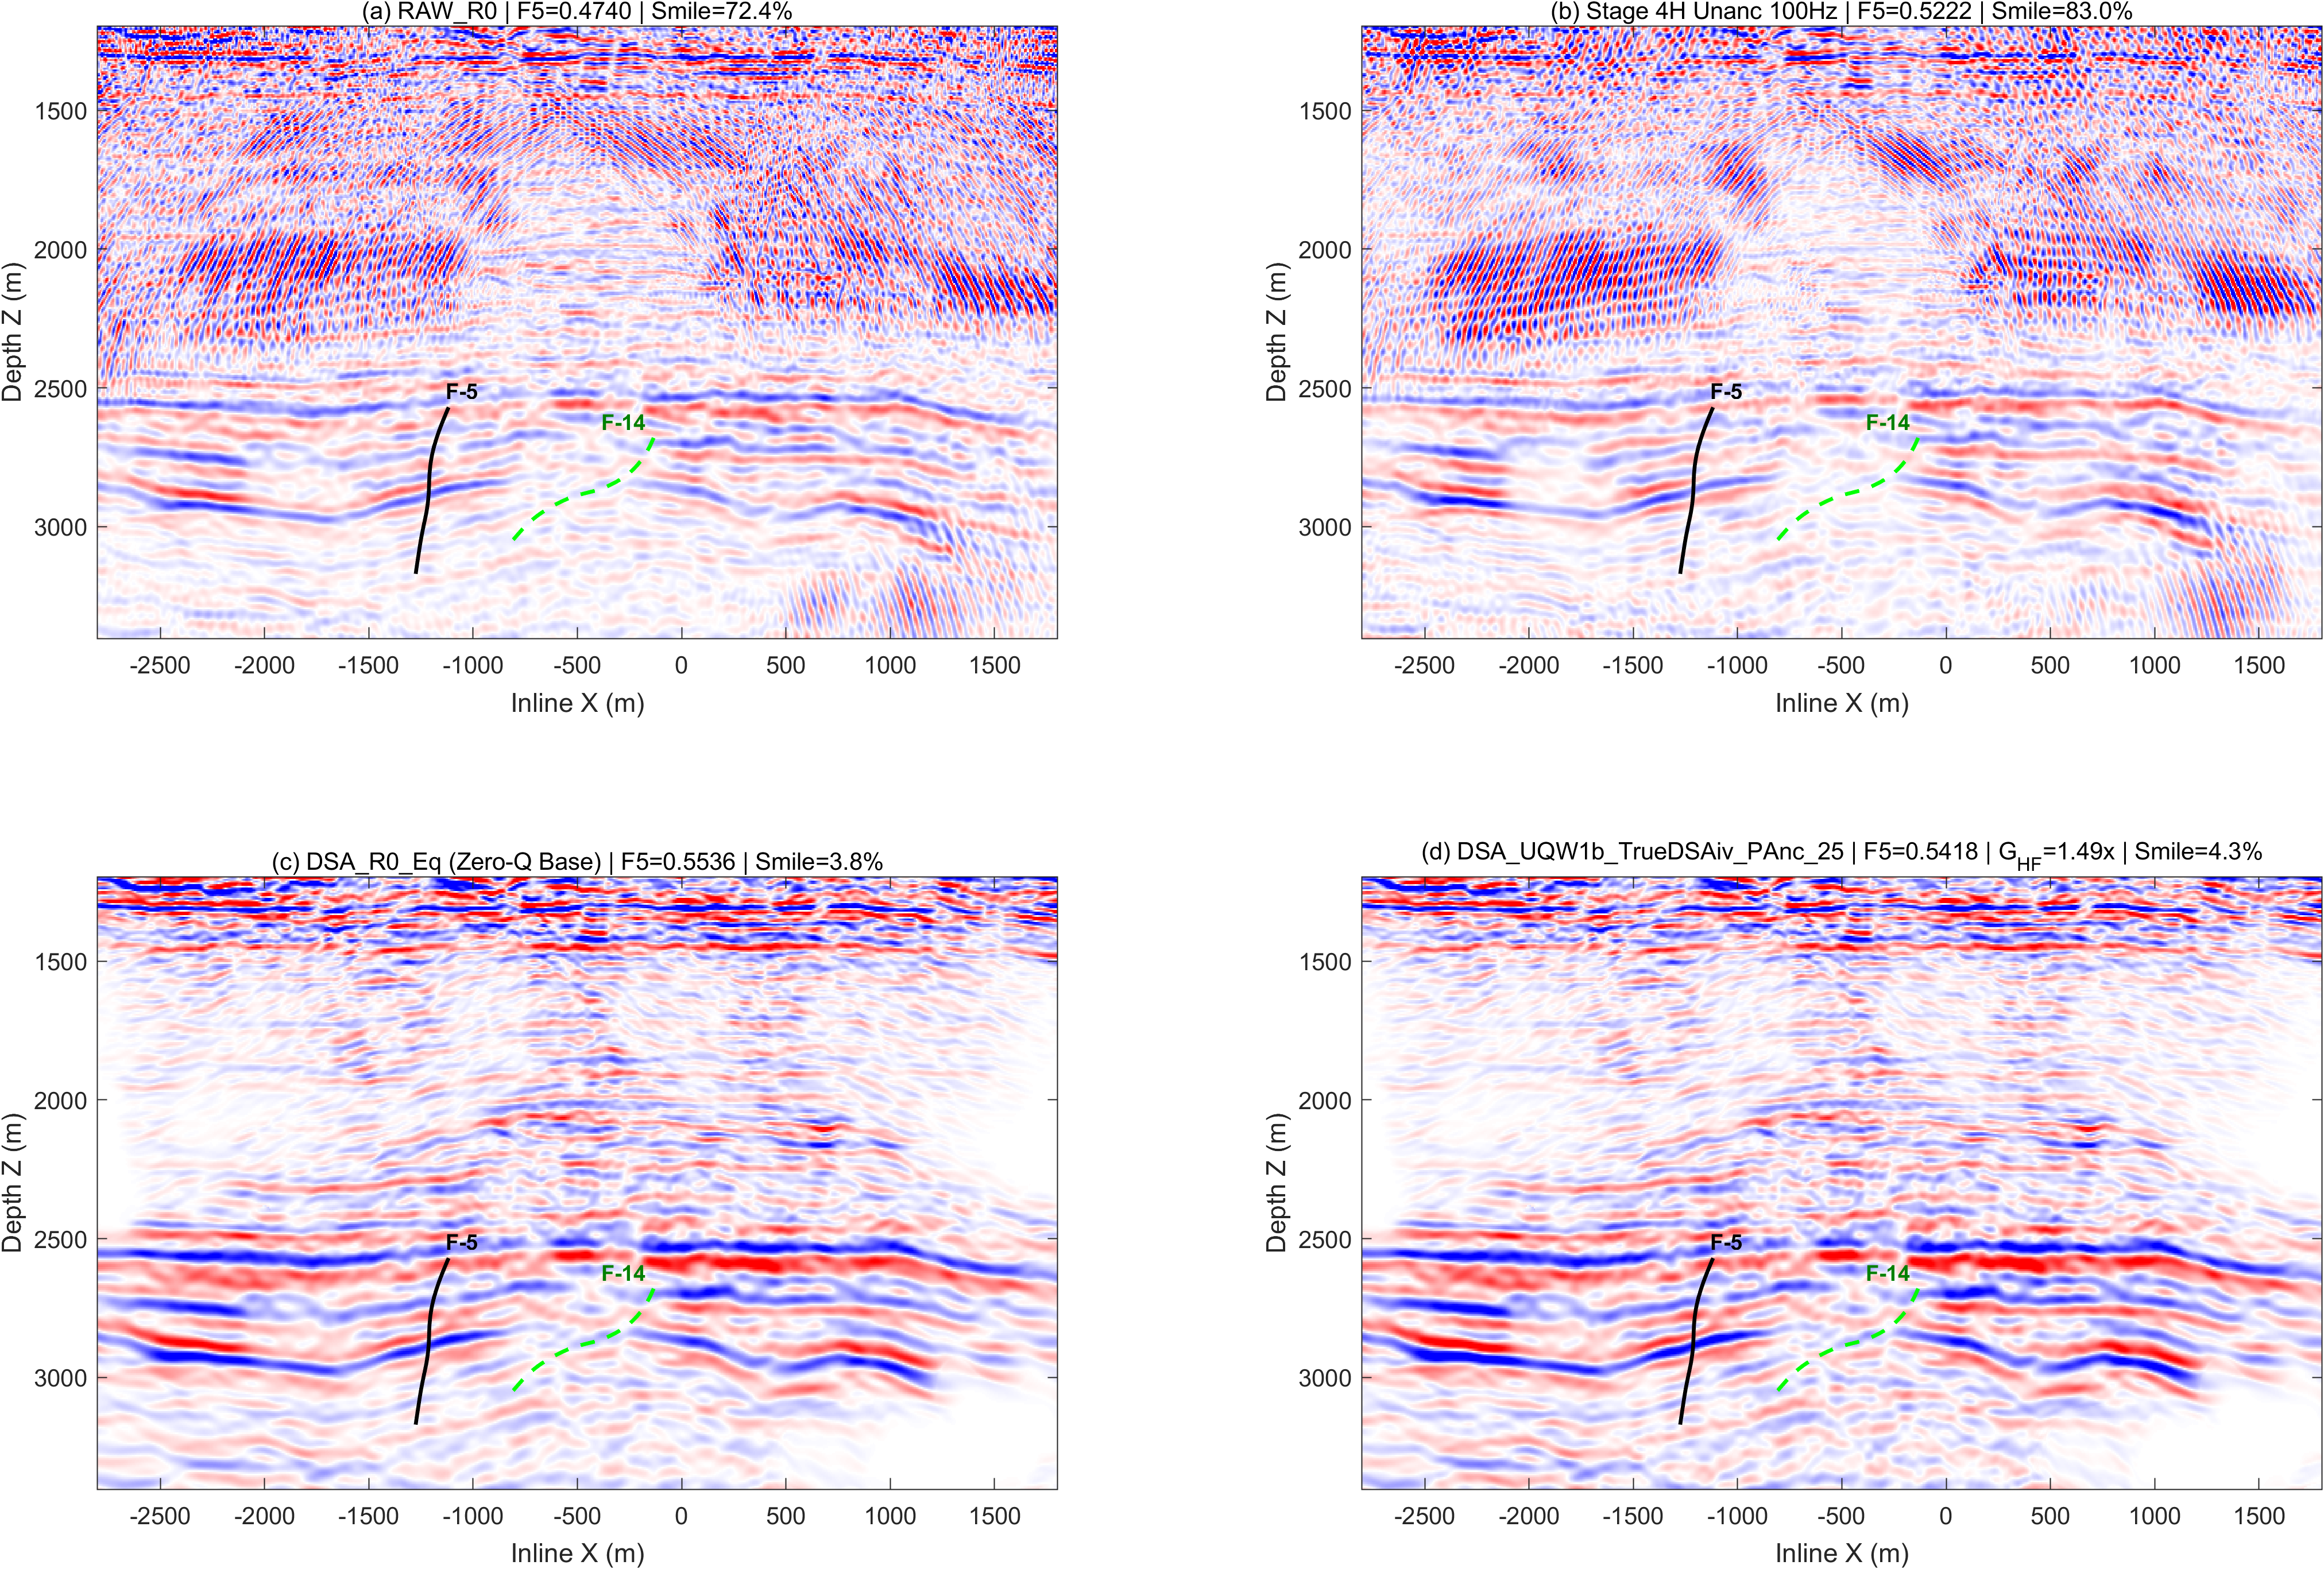 (a) RAW_R0 | F5=0.4740 | Smile=72.4%
Depth Z (m)
1500
2000
2500
3000
F-5
F-14
-2500 -2000 -1500 -1000 -500 0 500 1000 1500
Inline X (m)
(b) Stage 4H Unanc 100Hz | F5=0.5222 | Smile=83.0%
Depth Z (m)
1500
2000
2500
3000
F-5
F-14
-2500 -2000 -1500 -1000 -500 0 500 1000 1500
Inline X (m)
(c) DSA_R0_Eq (Zero-Q Base) | F5=0.5536 | Smile=3.8%
Depth Z (m)
1500
2000
2500
3000
F-5
F-14
-2500 -2000 -1500 -1000 -500 0 500 1000 1500
Inline X (m)
(d) DSA_UQW1b_TrueDSAiv_PAnc_25 | F5=0.5418 | G_HF=1.49x | Smile=4.3%
Depth Z (m)
1500
2000
2500
3000
F-5
F-14
-2500 -2000 -1500 -1000 -500 0 500 1000 1500
Inline X (m)